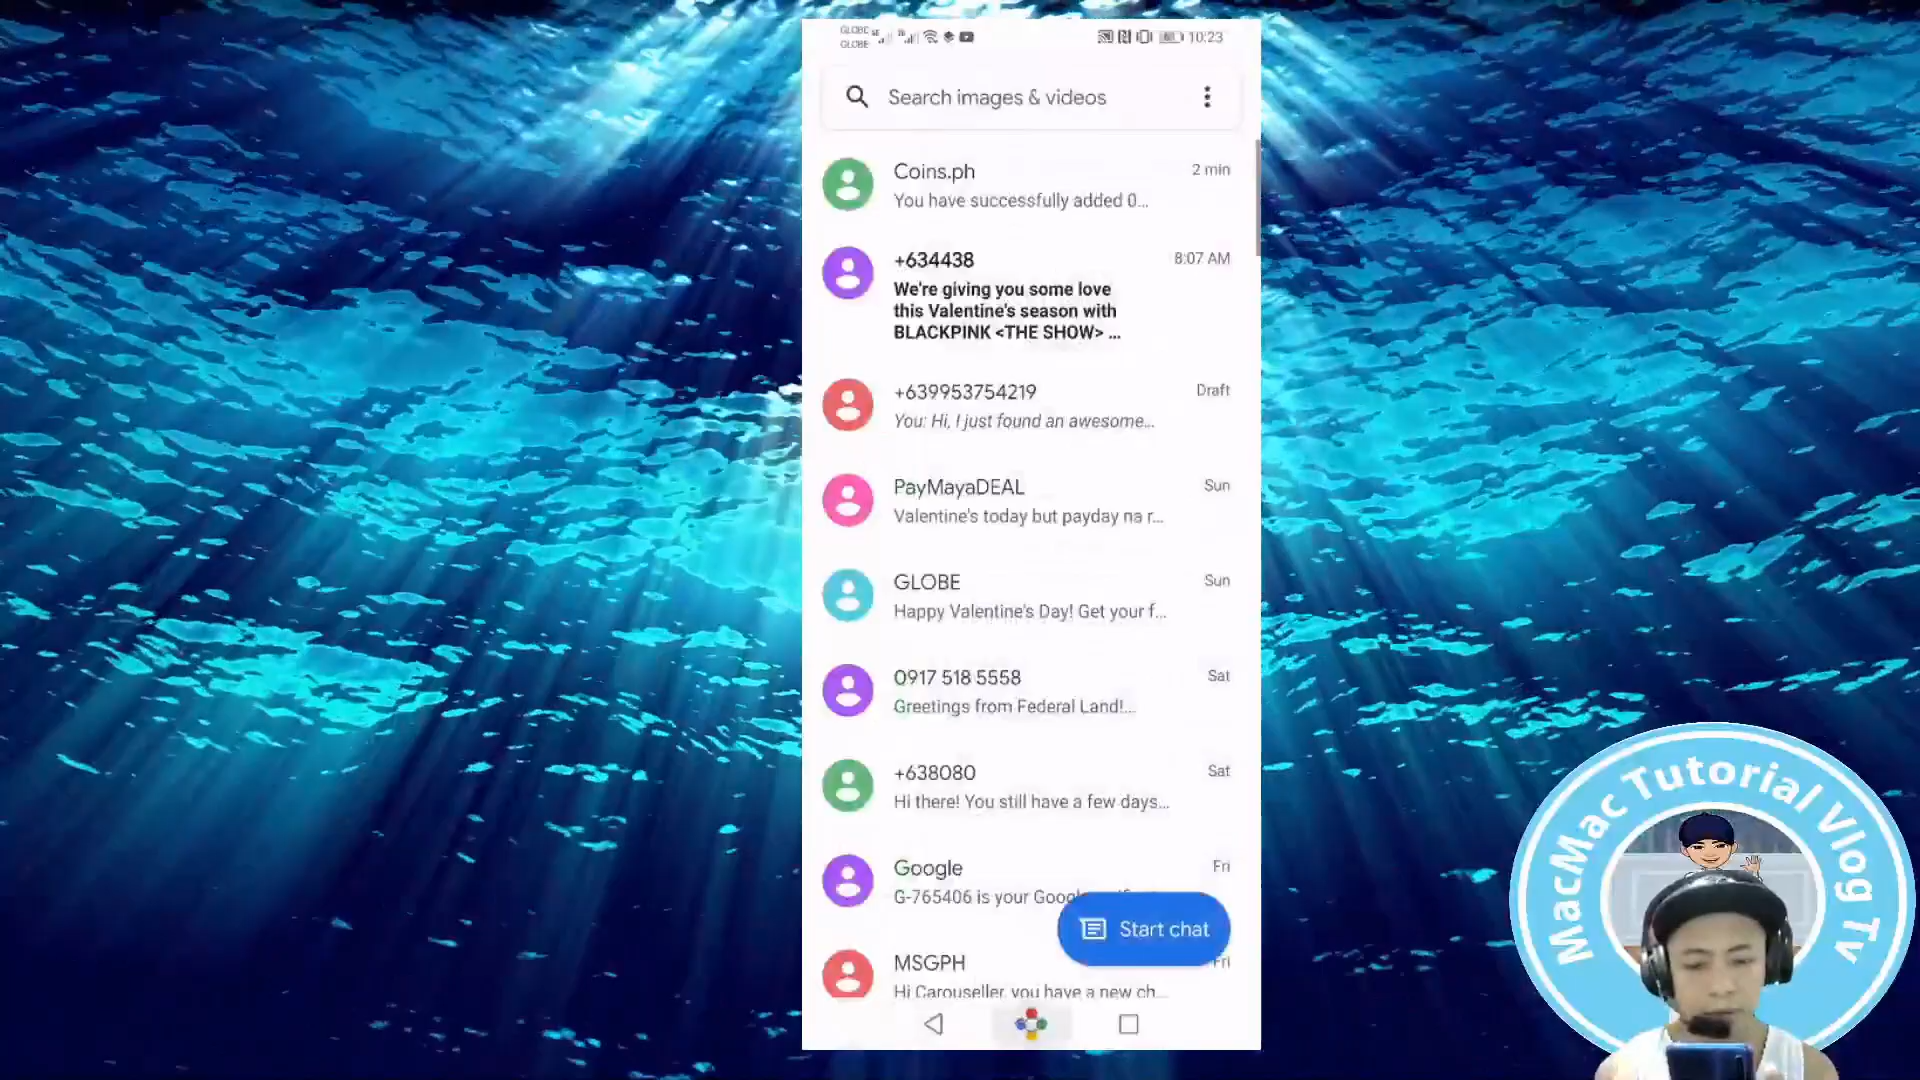 GLOBE
GLOBE
10:23
Search images & videos
Coins.ph
2 min
You have successfully added 0...
+634438
8:07 AM
We're giving you some love
this Valentine's season with
BLACKPINK <THE SHOW> ...
+639953754219
Draft
You: Hi, I just found an awesome...
PayMayaDEAL
Sun
Valentine's today but payday na r...
GLOBE
Sun
Happy Valentine's Day! Get your f...
0917 518 5558
Sat
Greetings from Federal Land!...
+638080
Sat
Hi there! You still have a few days...
Google
Fri
G-765406 is your Goog
Start chat
MSGPH
Fri
Hi Carouseller, you have a new ch...
MacMac Tutorial Vlog Tv